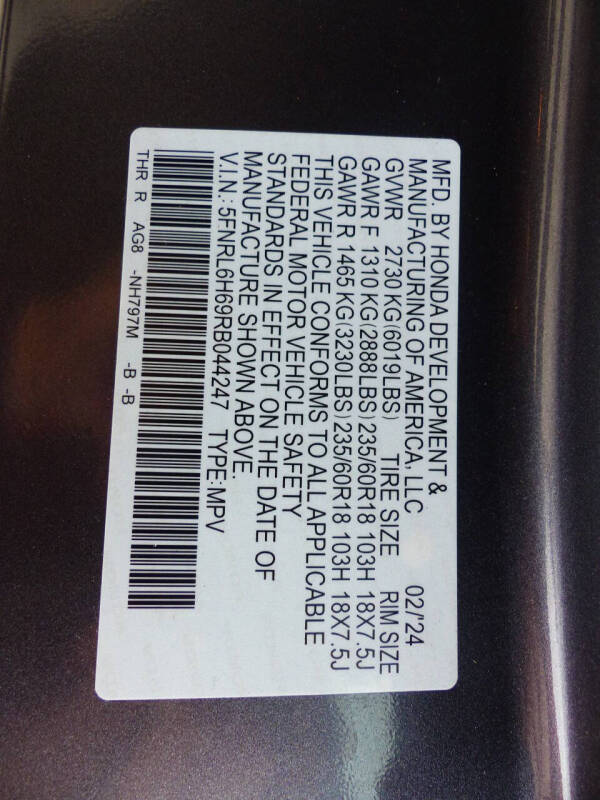 MFD. BY HONDA DEVELOPMENT &
MANUFACTURING OF AMERICA, LLC 02/'24
GVWR 2730 KG(6019LBS) TIRE SIZE RIM SIZE
GAWR F 1310 KG(2888LBS) 235/60R18 103H 18X7.5J
GAWR R 1465 KG(3230LBS) 235/60R18 103H 18X7.5J
THIS VEHICLE CONFORMS TO ALL APPLICABLE
FEDERAL MOTOR VEHICLE SAFETY
STANDARDS IN EFFECT ON THE DATE OF
MANUFACTURE SHOWN ABOVE.
V.I.N.: 5FNRL6H69RB044247 TYPE:MPV
THR R AG8 -NH797M -B -B